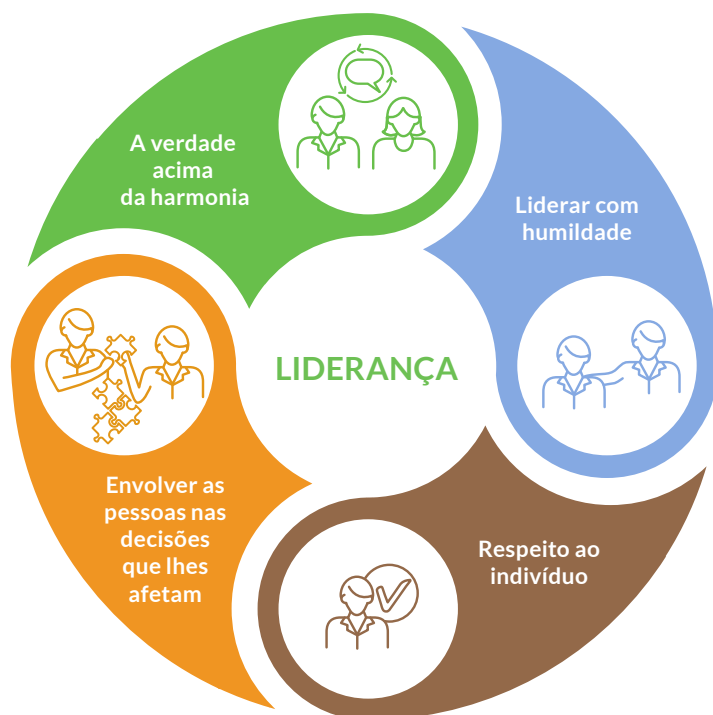 A verdade
acima
da harmonia
Liderar com
humildade
LIDERANÇA
Envolver as
pessoas nas
decisões
que lhes
afetam
Respeito ao
indivíduo